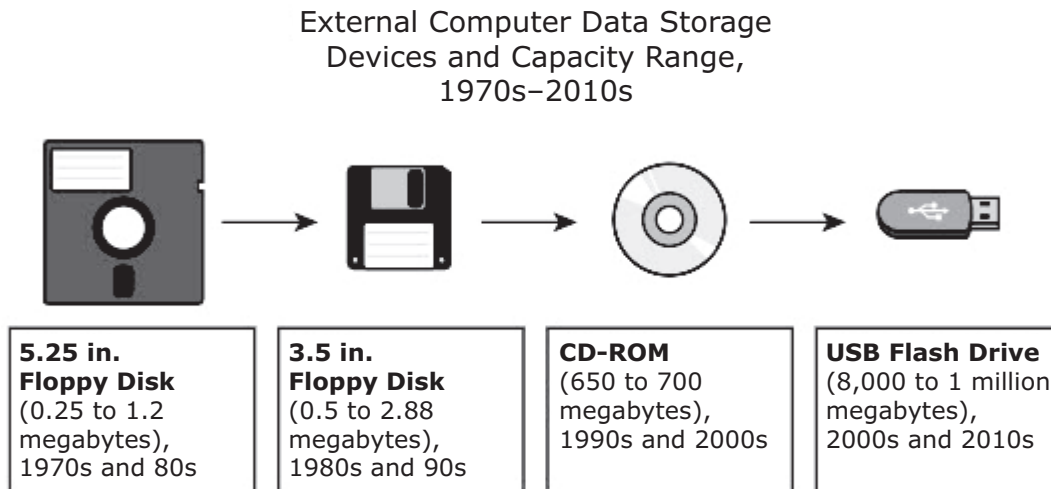 External Computer Data Storage
Devices and Capacity Range,
1970s–2010s
5.25 in.
Floppy Disk
(0.25 to 1.2
megabytes),
1970s and 80s
3.5 in.
Floppy Disk
(0.5 to 2.88
megabytes),
1980s and 90s
CD-ROM
(650 to 700
megabytes),
1990s and 2000s
USB Flash Drive
(8,000 to 1 million
megabytes),
2000s and 2010s